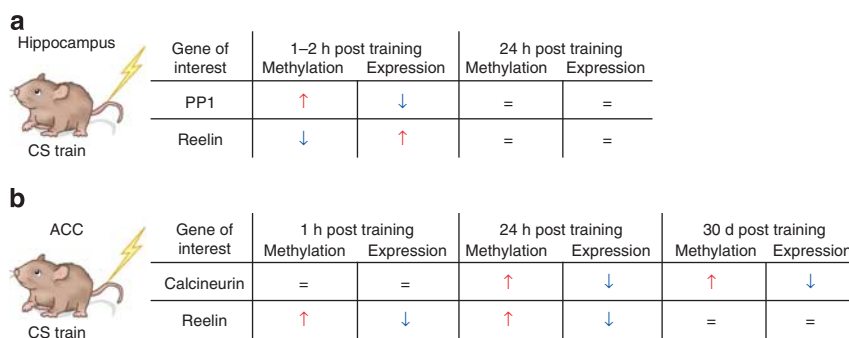 a
Hippocampus
CS train
Gene of interest 1–2 h post training 24 h post training
Methylation Expression Methylation Expression
PP1 ↑ ↓ = =
Reelin ↓ ↑ = =
b
ACC
CS train
Gene of interest 1 h post training 24 h post training 30 d post training
Methylation Expression Methylation Expression Methylation Expression
Calcineurin = = ↑ ↓ ↑ ↓
Reelin ↑ ↓ ↑ ↓ = =